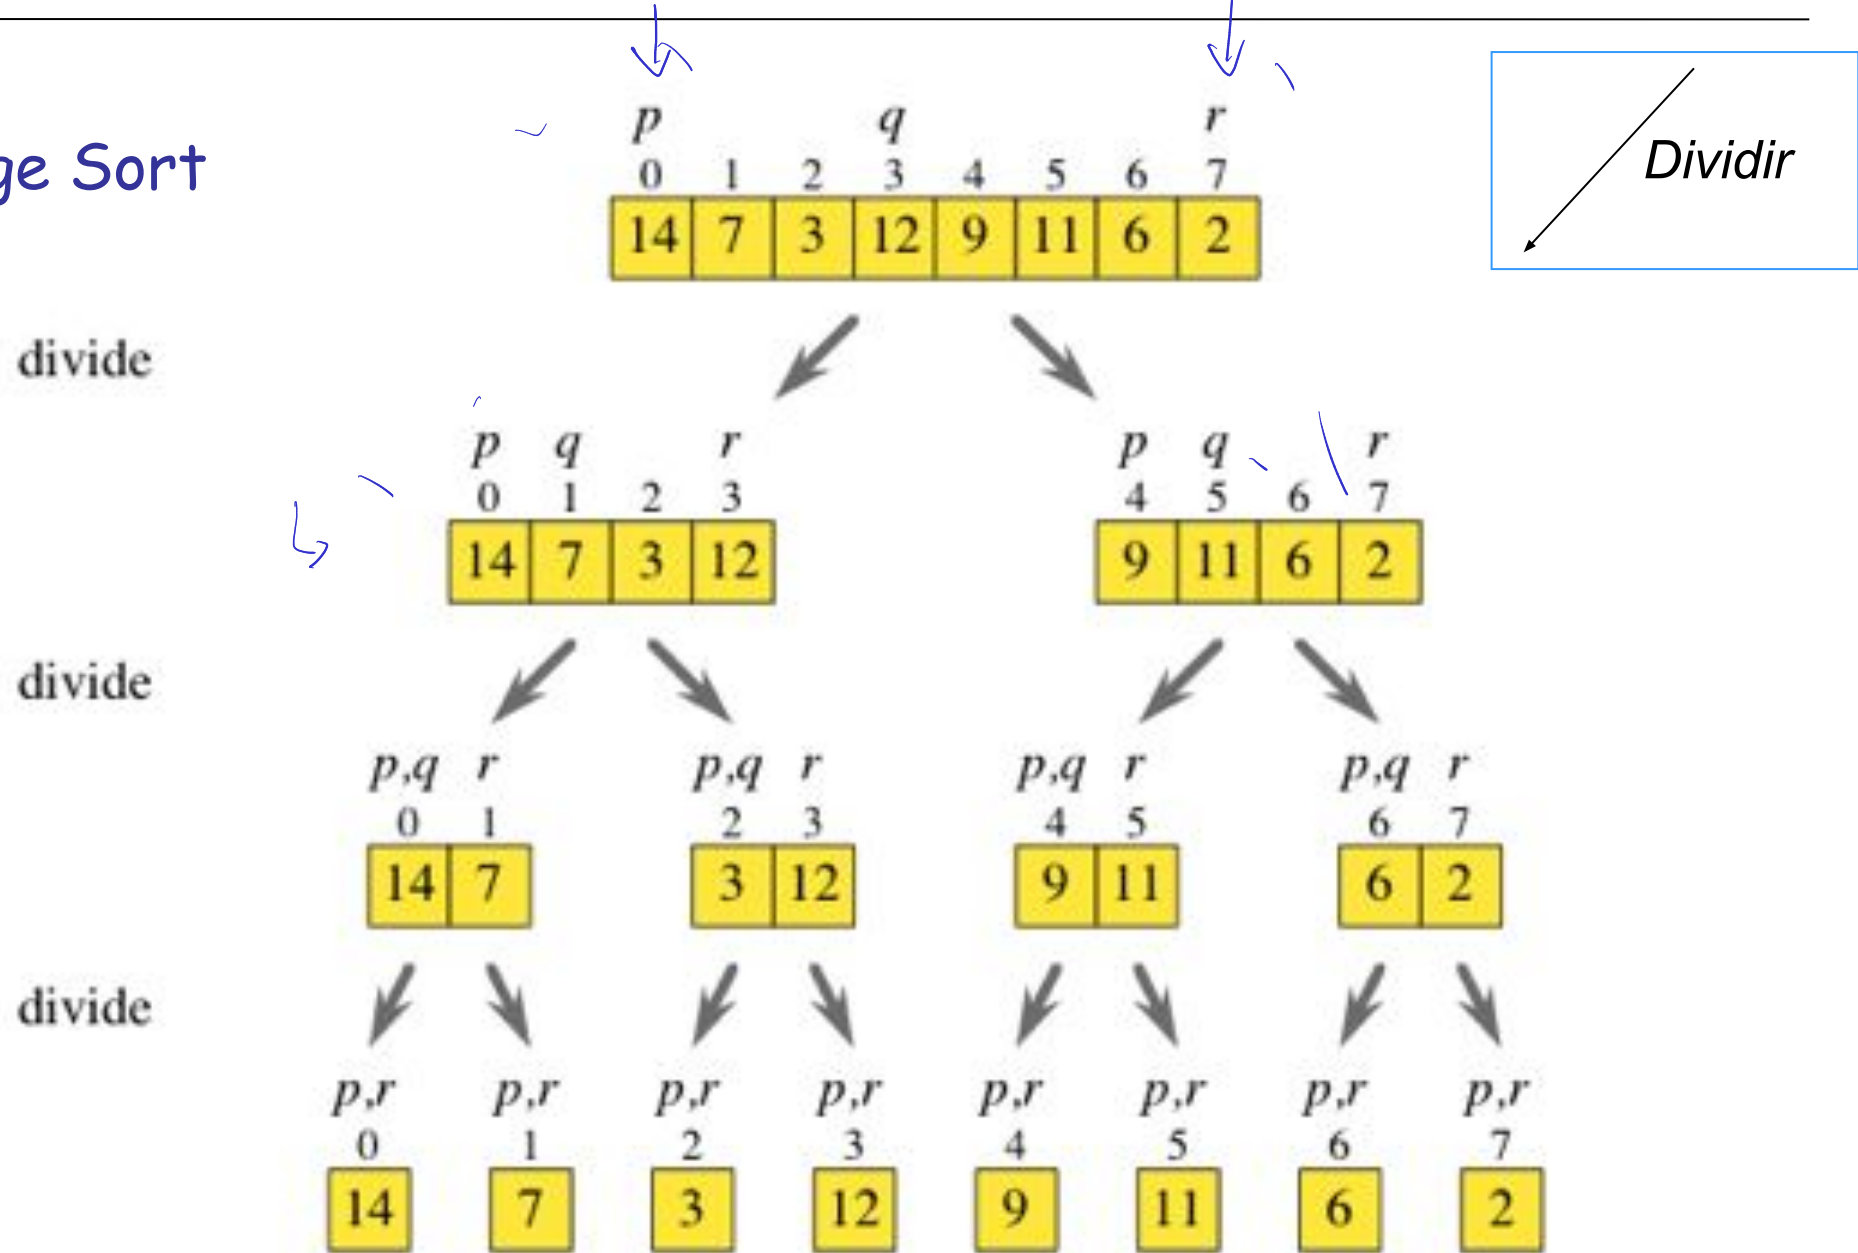 p q r
ge Sort
Dividir
0 1 2 3 4 5 6 7
14 7 3 12 9 11 6 2
divide
p q r p q r
0 1 2 3 4 5 6 7
14 7 3 12 9 11 6 2
divide
p,q r p,q r p,q r p,q r
0 1 2 3 4 5 6 7
14 7 3 12 9 11 6 2
divide
p,r p,r p,r p,r p,r p,r p,r p,r
0 1 2 3 4 5 6 7
14 7 3 12 9 11 6 2